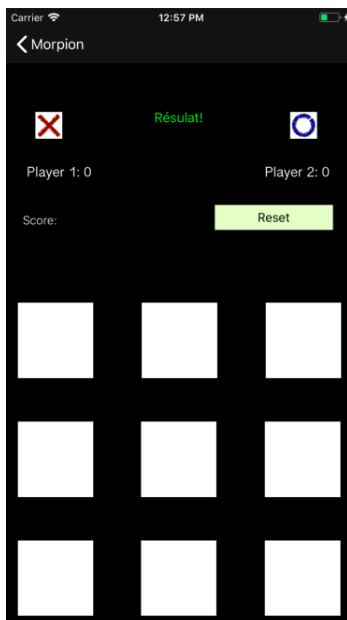 Carrier 12:57 PM
Morpion
Résulat!
Player 1: 0 Player 2: 0
Score: Reset